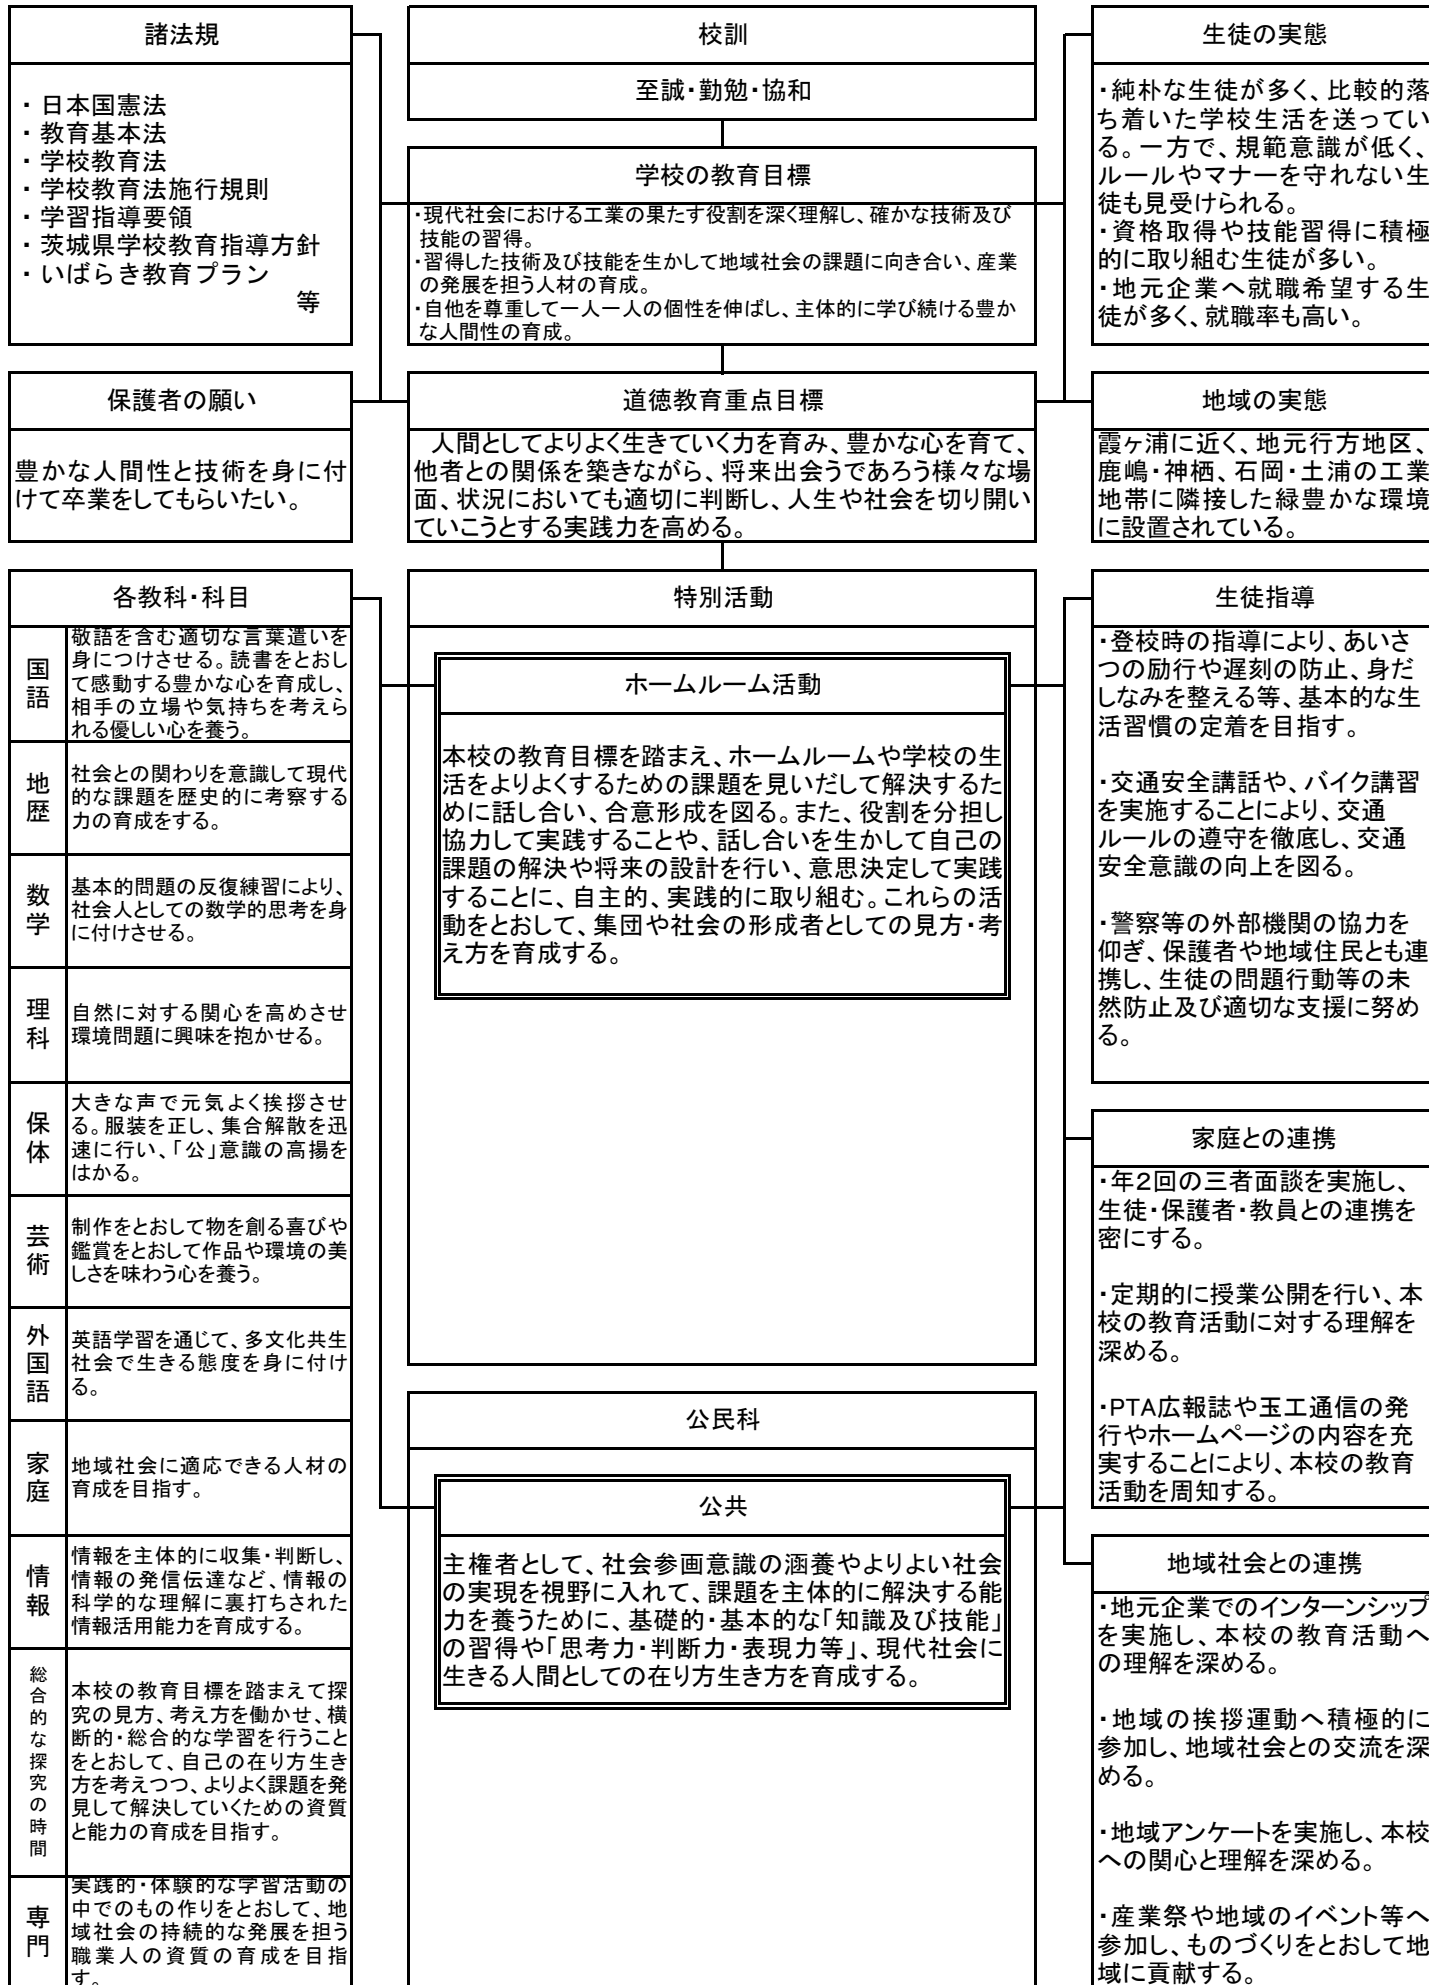 諸法規
・日本国憲法
・教育基本法
・学校教育法
・学校教育法施行規則
・学習指導要領
・茨城県学校教育指導方針
・いばらき教育プラン
等
校訓
至誠・勤勉・協和
学校の教育目標
・現代社会における工業の果たす役割を深く理解し、確かな技術及び
技能の習得。
・習得した技術及び技能を生かして地域社会の課題に向き合い、産業
の発展を担う人材の育成。
・自他を尊重して一人一人の個性を伸ばし、主体的に学び続ける豊か
な人間性の育成。
生徒の実態
・純朴な生徒が多く、比較的落
ち着いた学校生活を送ってい
る。一方で、規範意識が低く、
ルールやマナーを守れない生
徒も見受けられる。
・資格取得や技能習得に積極
的に取り組む生徒が多い。
・地元企業へ就職希望する生
徒が多く、就職率も高い。
保護者の願い
豊かな人間性と技術を身に付
けて卒業をしてもらいたい。
道徳教育重点目標
人間としてよりよく生きていく力を育み、豊かな心を育て、
他者との関係を築きながら、将来出会うであろう様々な場
面、状況においても適切に判断し、人生や社会を切り開い
ていこうとする実践力を高める。
地域の実態
霞ヶ浦に近く、地元行方地区、
鹿嶋・神栖、石岡・土浦の工業
地帯に隣接した緑豊かな環境
に設置されている。
各教科・科目
国語
敬語を含む適切な言葉遣いを
身につけさせる。読書をとおし
て感動する豊かな心を育成し、
相手の立場や気持ちを考えら
れる優しい心を養う。
地歴
社会との関わりを意識して現代
的な課題を歴史的に考察する
力の育成をする。
数学
基本的問題の反復練習により、
社会人としての数学的思考を身
に付けさせる。
理科
自然に対する関心を高めさせ
環境問題に興味を抱かせる。
保体
大きな声で元気よく挨拶させ
る。服装を正し、集合解散を迅
速に行い、「公」意識の高揚を
はかる。
芸術
制作をとおして物を創る喜びや
鑑賞をとおして作品や環境の美
しさを味わう心を養う。
外国語
英語学習を通じて、多文化共生
社会で生きる態度を身に付け
る。
家庭
地域社会に適応できる人材の
育成を目指す。
情報
情報を主体的に収集・判断し、
情報の発信伝達など、情報の
科学的な理解に裏打ちされた
情報活用能力を育成する。
総合的な探究の時間
本校の教育目標を踏まえて探
究の見方、考え方を働かせ、横
断的・総合的な学習を行うこと
をとおして、自己の在り方生き
方を考えつつ、よりよく課題を発
見して解決していくための資質
と能力の育成を目指す。
専門
実践的・体験的な学習活動の
中でのもの作りをとおして、地
域社会の持続的な発展を担う
職業人の資質の育成を目指
す。
特別活動
ホームルーム活動
本校の教育目標を踏まえ、ホームルームや学校の生
活をよりよくするための課題を見いだして解決するた
めに話し合い、合意形成を図る。また、役割を分担し
協力して実践することや、話し合いを生かして自己の
課題の解決や将来の設計を行い、意思決定して実践
することに、自主的、実践的に取り組む。これらの活
動をとおして、集団や社会の形成者としての見方・考
え方を育成する。
公民科
公共
主権者として、社会参画意識の涵養やよりよい社会
の実現を視野に入れて、課題を主体的に解決する能
力を養うために、基礎的・基本的な「知識及び技能」
の習得や「思考力・判断力・表現力等」、現代社会に
生きる人間としての在り方生き方を育成する。
生徒指導
・登校時の指導により、あいさ
つの励行や遅刻の防止、身だ
しなみを整える等、基本的な生
活習慣の定着を目指す。
・交通安全講話や、バイク講習
を実施することにより、交通
ルールの遵守を徹底し、交通
安全意識の向上を図る。
・警察等の外部機関の協力を
仰ぎ、保護者や地域住民とも連
携し、生徒の問題行動等の未
然防止及び適切な支援に努め
る。
家庭との連携
・年2回の三者面談を実施し、
生徒・保護者・教員との連携を
密にする。
・定期的に授業公開を行い、本
校の教育活動に対する理解を
深める。
・PTA広報誌や玉工通信の発
行やホームページの内容を充
実することにより、本校の教育
活動を周知する。
地域社会との連携
・地元企業でのインターンシップ
を実施し、本校の教育活動へ
の理解を深める。
・地域の挨拶運動へ積極的に
参加し、地域社会との交流を深
める。
・地域アンケートを実施し、本校
への関心と理解を深める。
・産業祭や地域のイベント等へ
参加し、ものづくりをとおして地
域に貢献する。